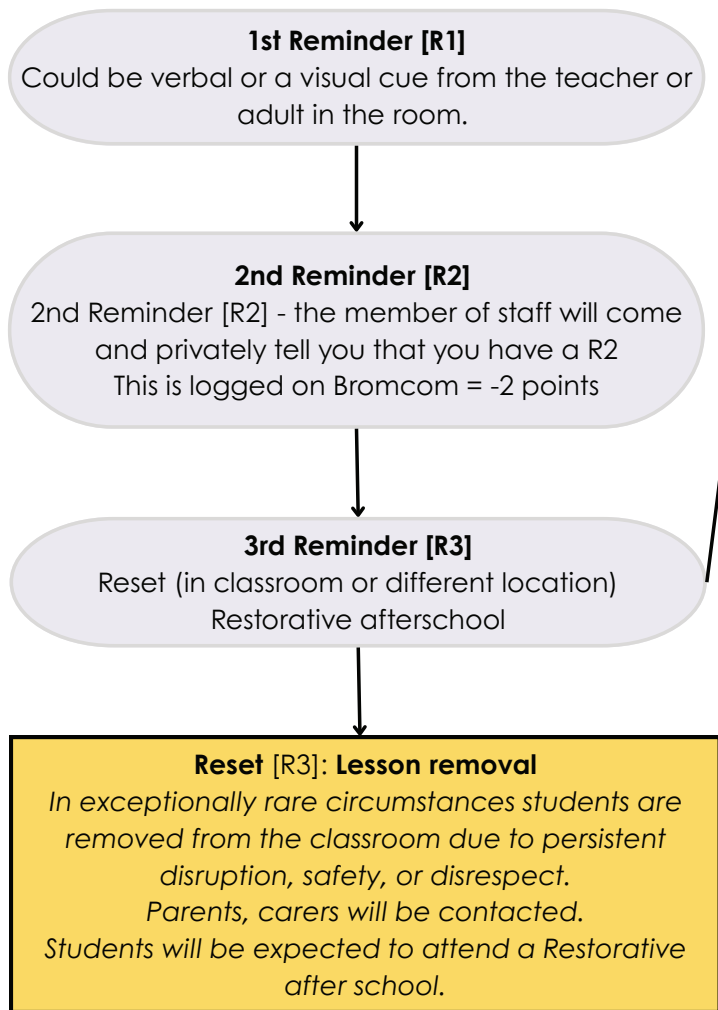 1st Reminder [R1]
Could be verbal or a visual cue from the teacher or
adult in the room.
2nd Reminder [R2]
2nd Reminder [R2] - the member of staff will come
and privately tell you that you have a R2
This is logged on Bromcom = -2 points
3rd Reminder [R3]
Reset (in classroom or different location)
Restorative afterschool
Reset [R3]: Lesson removal
In exceptionally rare circumstances students are
removed from the classroom due to persistent
disruption, safety, or disrespect.
Parents, carers will be contacted.
Students will be expected to attend a Restorative
after school.